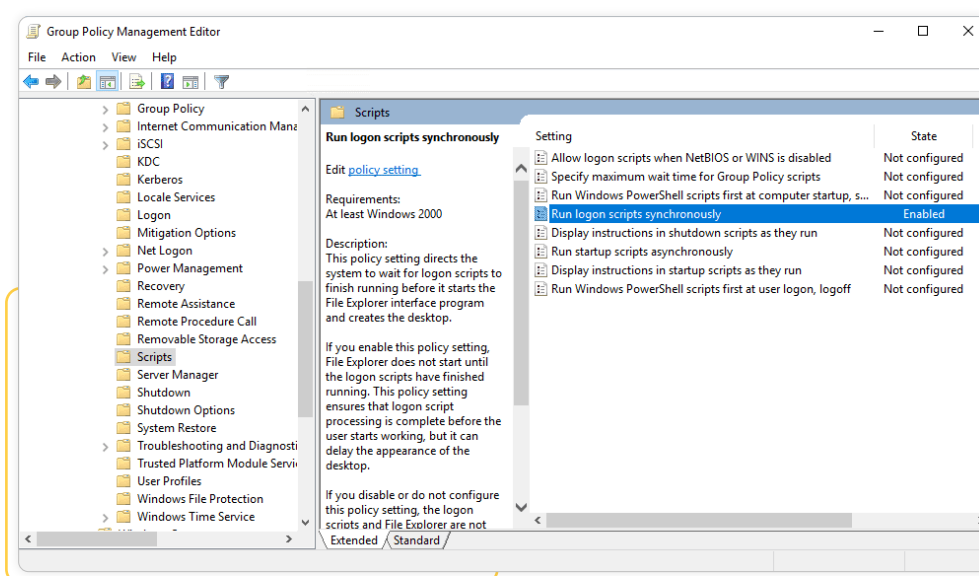 Group Policy Management Editor
File Action View Help
Group Policy
Internet Communication Mana
iSCSI
KDC
Kerberos
Locale Services
Logon
Mitigation Options
Net Logon
Power Management
Recovery
Remote Assistance
Remote Procedure Call
Removable Storage Access
Scripts
Server Manager
Shutdown
Shutdown Options
System Restore
Troubleshooting and Diagnosti
Trusted Platform Module Servi
User Profiles
Windows File Protection
Windows Time Service
Scripts
Run logon scripts synchronously
Edit policy setting
Requirements:
At least Windows 2000
Description:
This policy setting directs the
system to wait for logon scripts to
finish running before it starts the
File Explorer interface program
and creates the desktop.
If you enable this policy setting,
File Explorer does not start until
the logon scripts have finished
running. This policy setting
ensures that logon script
processing is complete before the
user starts working, but it can
delay the appearance of the
desktop.
If you disable or do not configure
this policy setting, the logon
scripts and File Explorer are not
Setting State
Allow logon scripts when NetBIOS or WINS is disabled Not configured
Specify maximum wait time for Group Policy scripts Not configured
Run Windows PowerShell scripts first at computer startup, s... Not configured
Run logon scripts synchronously Enabled
Display instructions in shutdown scripts as they run Not configured
Run startup scripts asynchronously Not configured
Display instructions in startup scripts as they run Not configured
Run Windows PowerShell scripts first at user logon, logoff Not configured
Extended Standard